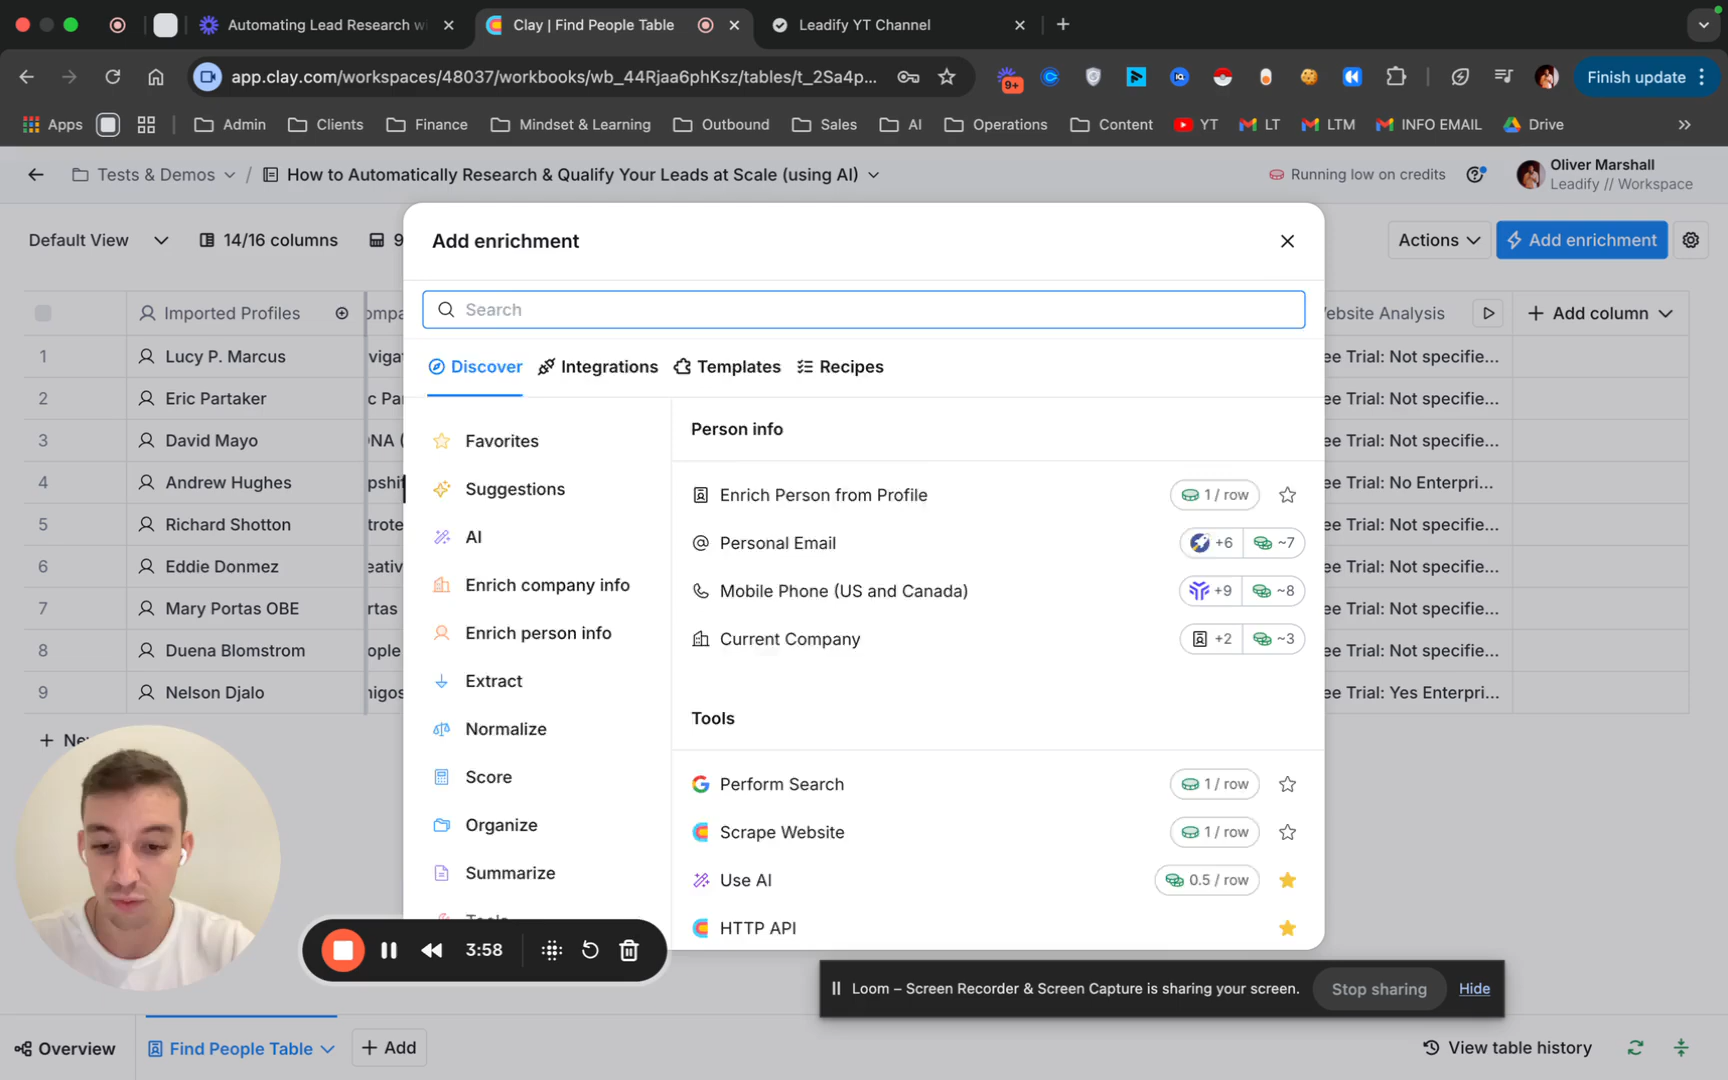 Automating Lead Research wi
Clay | Find People Table
Leadify YT Channel
app.clay.com/workspaces/48037/workbooks/wb_44Rjaa6phKsz/tables/t_2Sa4p...
9+
Finish update
Apps
Admin
Clients
Finance
Mindset & Learning
Outbound
Sales
AI
Operations
Content
YT
LT
LTM
INFO EMAIL
Drive
Tests & Demos / How to Automatically Research & Qualify Your Leads at Scale (using AI)
Running low on credits
Oliver Marshall
Leadify // Workspace
Default View
14/16 columns
9
Actions
Add enrichment
Imported Profiles
ompa
ebsite Analysis
Add column
1 Lucy P. Marcus vigat ee Trial: Not specifie...
2 Eric Partaker c Pa ee Trial: Not specifie...
3 David Mayo NA ( ee Trial: Not specifie...
4 Andrew Hughes pshif ee Trial: No Enterpri...
5 Richard Shotton trote ee Trial: Not specifie...
6 Eddie Donmez eativ ee Trial: Not specifie...
7 Mary Portas OBE rtas ee Trial: Not specifie...
8 Duena Blomstrom ople ee Trial: Not specifie...
9 Nelson Djalo nigos ee Trial: Yes Enterpri...
+ Nev
Add enrichment
Search
Discover
Integrations
Templates
Recipes
Favorites
Suggestions
AI
Enrich company info
Enrich person info
Extract
Normalize
Score
Organize
Summarize
Tools
Person info
Enrich Person from Profile 1 / row
Personal Email +6 ~7
Mobile Phone (US and Canada) +9 ~8
Current Company +2 ~3
Tools
Perform Search 1 / row
Scrape Website 1 / row
Use AI 0.5 / row
HTTP API
3:58
Loom – Screen Recorder & Screen Capture is sharing your screen.
Stop sharing
Hide
Overview
Find People Table
+ Add
View table history